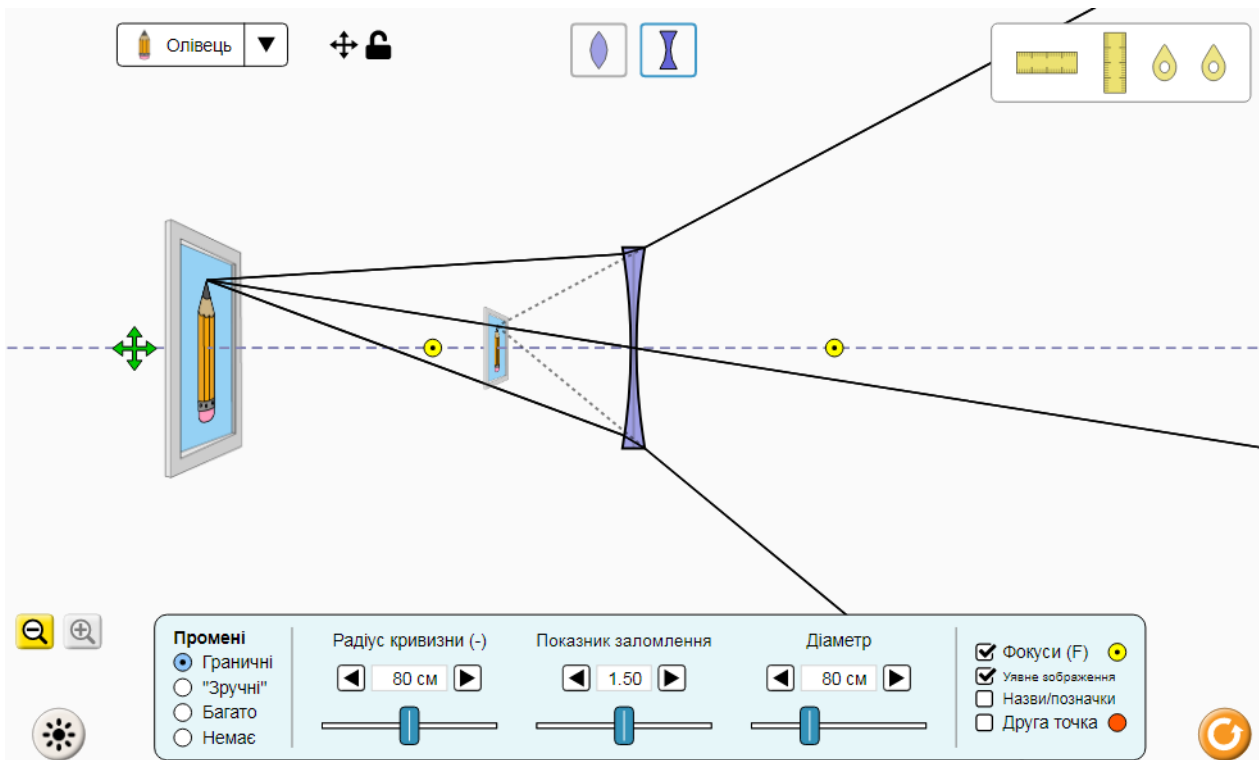 Олівець
Промені
Граничні
"Зручні"
Багато
Немає
Радіус кривизни (-)
80 см
Показник заломлення
1.50
Діаметр
80 см
Фокуси (F)
Уявне зображення
Назви/позначки
Друга точка